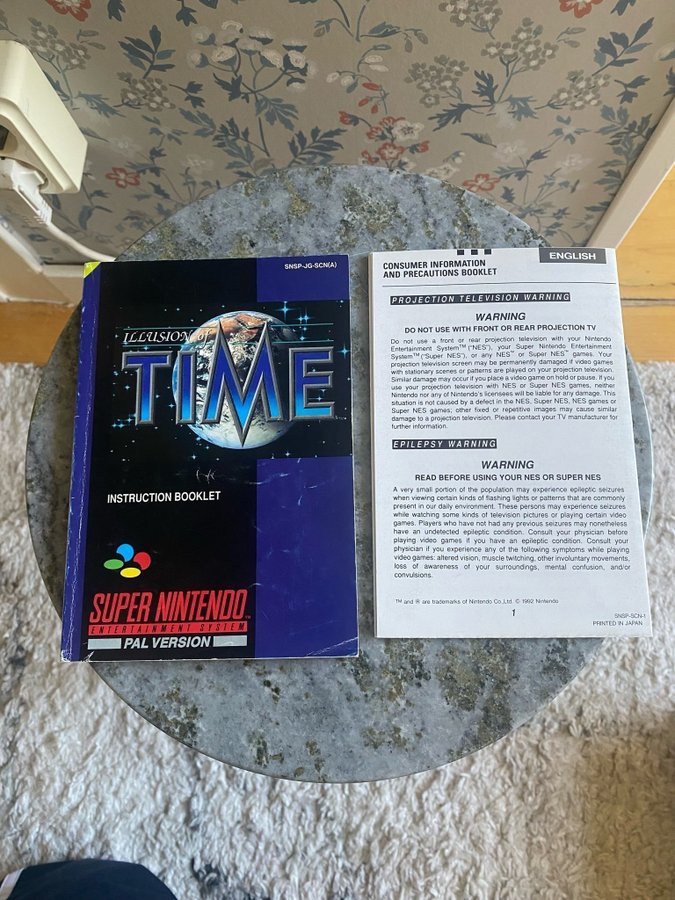 SNSP-JG-SCN(A)
ILLUSION of
TIME
INSTRUCTION BOOKLET
SUPER NINTENDO™
ENTERTAINMENT SYSTEM
PAL VERSION
ENGLISH
CONSUMER INFORMATION
AND PRECAUTIONS BOOKLET
PROJECTION TELEVISION WARNING
WARNING
DO NOT USE WITH FRONT OR REAR PROJECTION TV
Do not use a front or rear projection television with your Nintendo
Entertainment System™ ("NES"), your Super Nintendo Entertainment
System™ ("Super NES"), or any NES™ or Super NES™ games. Your
projection television screen may be permanently damaged if video games
with stationary scenes or patterns are played on your projection television.
Similar damage may occur if you place a video game on hold or pause. If you
use your projection television with NES or Super NES games, neither
Nintendo nor any of Nintendo's licensees will be liable for any damage. This
situation is not caused by a defect in the NES, Super NES, NES games or
Super NES games; other fixed or repetitive images may cause similar
damage to a projection television. Please contact your TV manufacturer for
further information.
EPILEPSY WARNING
WARNING
READ BEFORE USING YOUR NES OR SUPER NES
A very small portion of the population may experience epileptic seizures
when viewing certain kinds of flashing lights or patterns that are commonly
present in our daily environment. These persons may experience seizures
while watching some kinds of television pictures or playing certain video
games. Players who have not had any previous seizures may nonetheless
have an undetected epileptic condition. Consult your physician before
playing video games if you have an epileptic condition. Consult your
physician if you experience any of the following symptoms while playing
video games: altered vision, muscle twitching, other involuntary movements,
loss of awareness of your surroundings, mental confusion, and/or
convulsions.
™ and ® are trademarks of Nintendo Co.,Ltd. © 1992 Nintendo
1
SNSP-SCN-1
PRINTED IN JAPAN